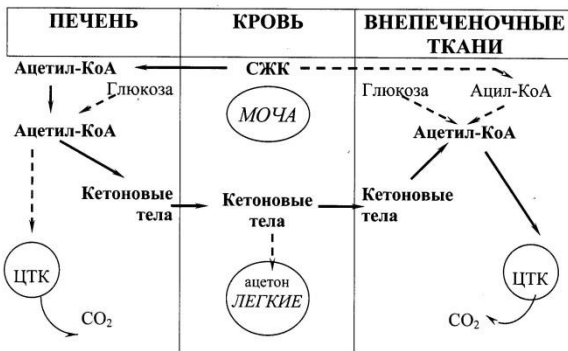 ПЕЧЕНЬ
КРОВЬ
ВНЕПЕЧЕНОЧНЫЕ
ТКАНИ
Ацетил-КоА
СЖК
Глюкоза
МОЧА
Глюкоза
Ацил-КоА
Ацетил-КоА
Ацетил-КоА
Кетоновые
тела
Кетоновые
тела
Кетоновые
тела
ЦТК
ацетон
ЛЕГКИЕ
ЦТК
CO₂
CO₂